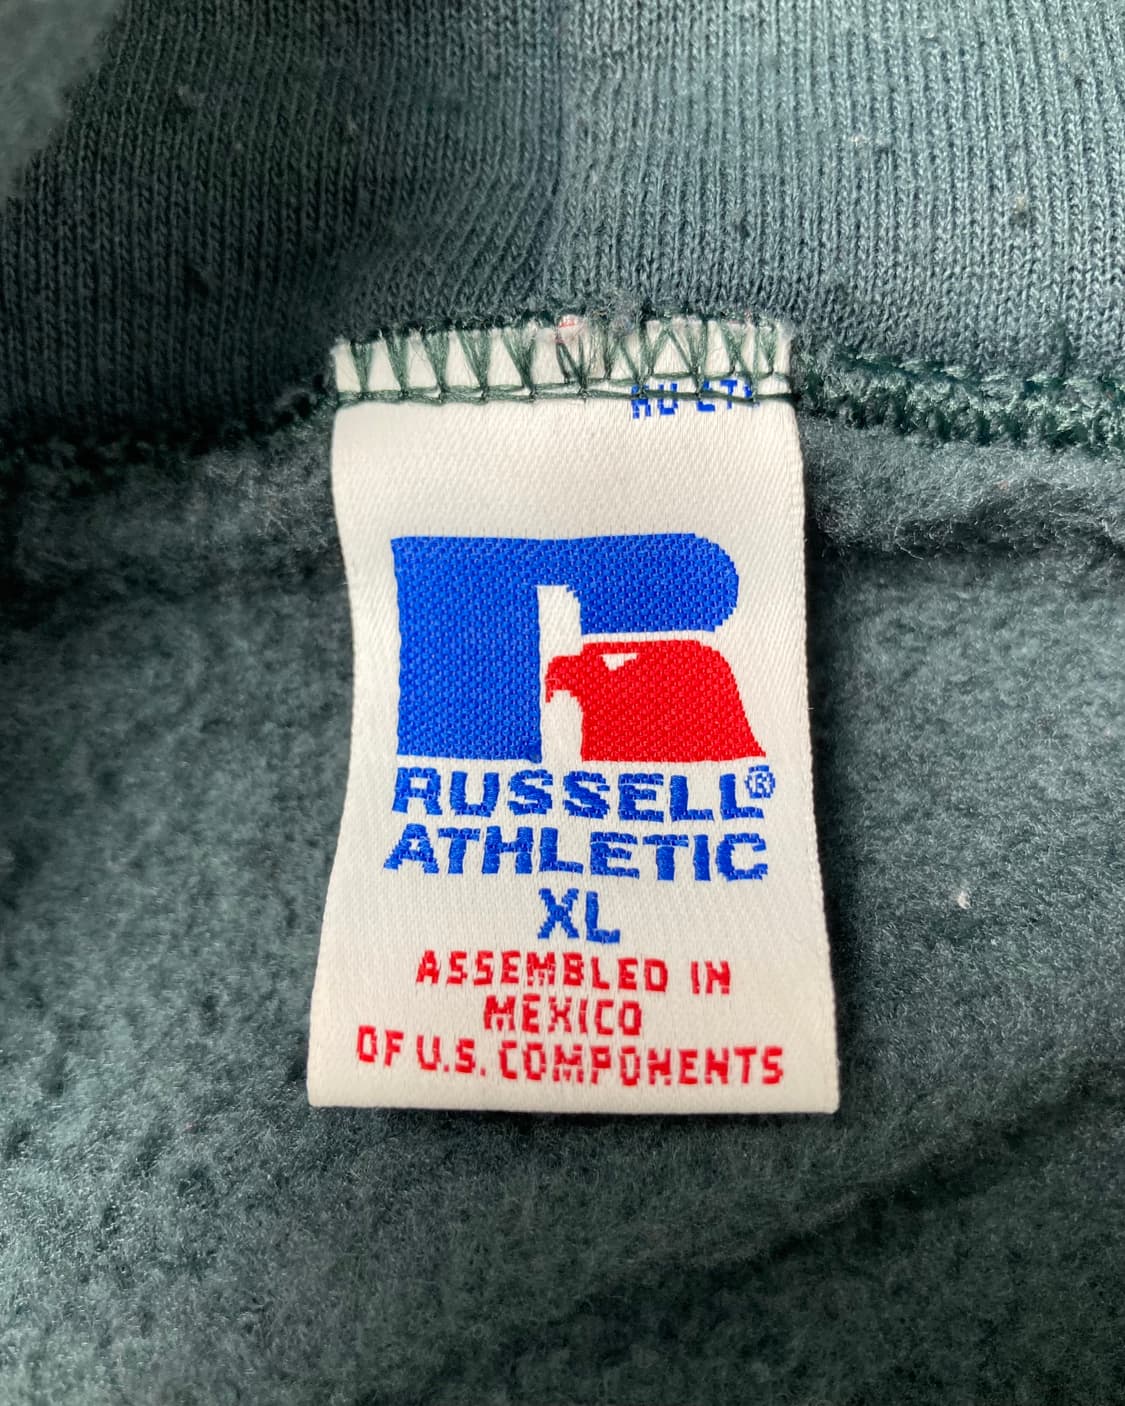 RUSSELL®
ATHLETIC
XL
ASSEMBLED IN
MEXICO
OF U.S. COMPONENTS